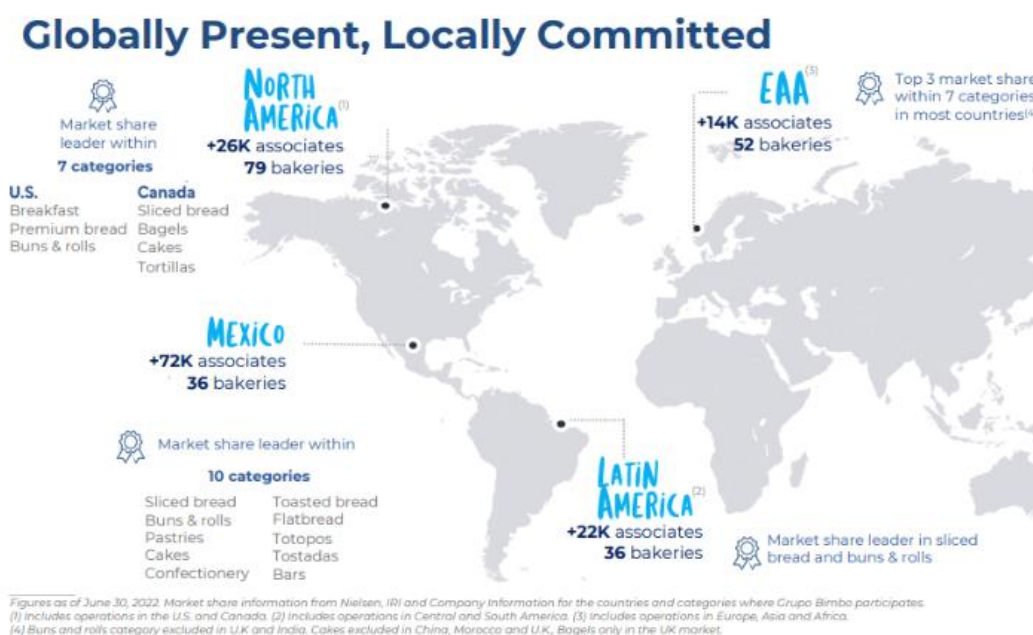 Globally Present, Locally Committed
Market share
leader within
7 categories
U.S.
Breakfast
Premium bread
Buns & rolls
Canada
Sliced bread
Bagels
Cakes
Tortillas
NORTH
AMERICA(1)
+26K associates
79 bakeries
EAA(3)
+14K associates
52 bakeries
Top 3 market share
within 7 categories
in most countries(4
MEXICO
+72K associates
36 bakeries
Market share leader within
10 categories
Sliced bread
Buns & rolls
Pastries
Cakes
Confectionery
Toasted bread
Flatbread
Totopos
Tostadas
Bars
LATIN
AMERICA(2)
+22K associates
36 bakeries
Market share leader in sliced
bread and buns & rolls
Figures as of June 30, 2022. Market share information from Nielsen, IRI and Company Information for the countries and categories where Grupo Bimbo participates.
(1) Includes operations in the U.S. and Canada. (2) Includes operations in Central and South America. (3) Includes operations in Europe, Asia and Africa.
(4) Buns and rolls category excluded in U.K and India. Cakes excluded in China, Morocco and U.K., Bagels only in the UK market.